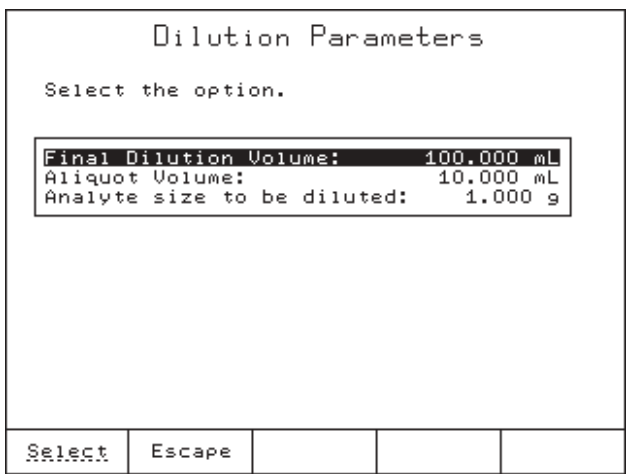 Dilution Parameters
Select the option.
Final Dilution Volume: 100.000 mL
Aliquot Volume: 10.000 mL
Analyte size to be diluted: 1.000 g
Select Escape